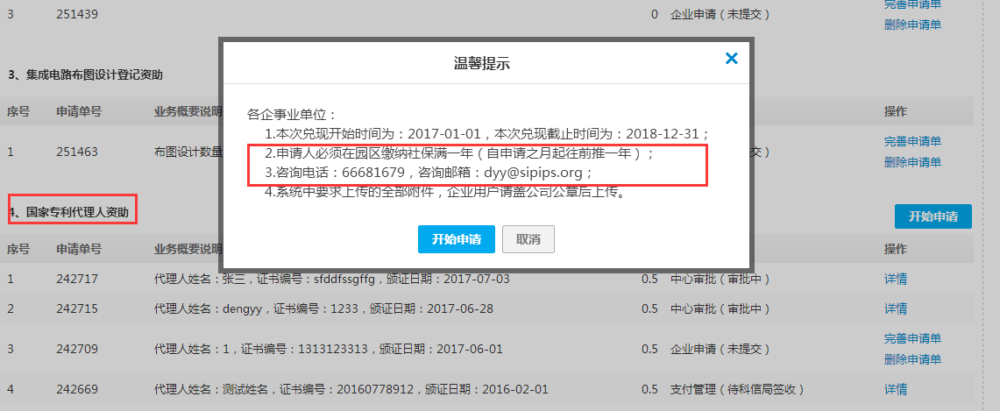 完善申请单
3 251439 0 企业申请（未提交）
删除申请单
温馨提示
3、集成电路布图设计登记资助
序号 申请单号 业务概要说明 操作
各企事业单位：
1.本次兑现开始时间为：2017-01-01，本次兑现截止时间为：2018-12-31；
2.申请人必须在园区缴纳社保满一年（自申请之月起往前推一年）；
3.咨询电话：66681679，咨询邮箱：dyy@sipips.org；
4.系统中要求上传的全部附件，企业用户请盖公司公章后上传。
开始申请 取消
完善申请单
1 251463 布图设计数量
删除申请单
4、国家专利代理人资助 开始申请
序号 申请单号 业务概要说明 操作
1 242717 代理人姓名：张三，证书编号：sfddfssgffg，颁证日期：2017-07-03 0.5 中心审批（审批中） 详情
2 242715 代理人姓名：dengyy，证书编号：1233，颁证日期：2017-06-28 0.5 中心审批（审批中） 详情
完善申请单
3 242709 代理人姓名：1，证书编号：1313123313，颁证日期：2017-06-01 0.5 企业申请（未提交）
删除申请单
4 242669 代理人姓名：测试姓名，证书编号：20160778912，颁证日期：2016-02-01 0.5 支付管理（待科信局签收） 详情